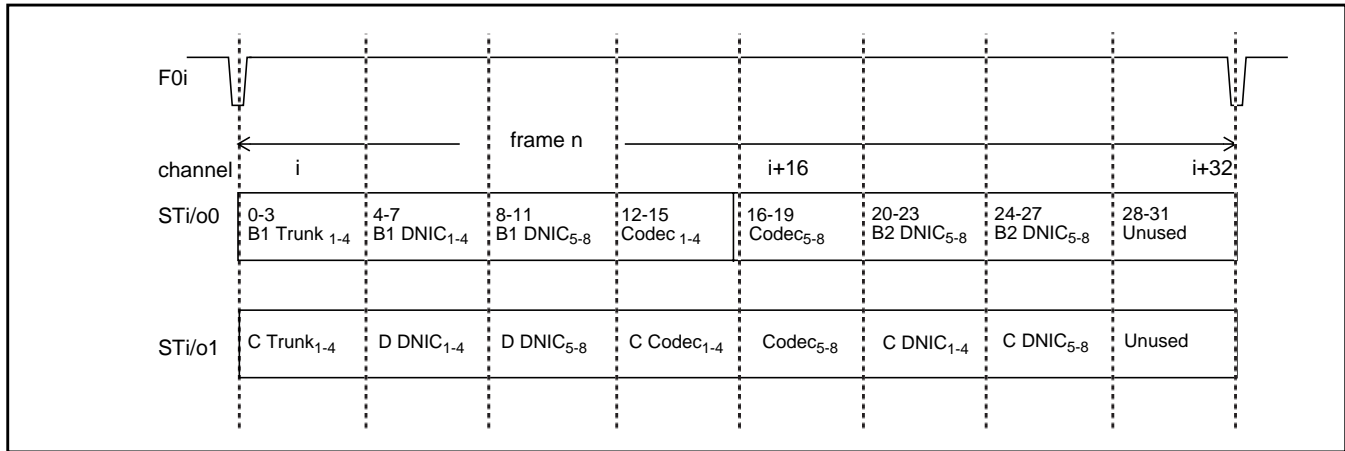 F0i
frame n
channel i i+16 i+32
STi/o0
0-3 4-7 8-11 12-15 16-19 20-23 24-27 28-31
B1 Trunk 1-4 B1 DNIC1-4 B1 DNIC5-8 Codec 1-4 Codec5-8 B2 DNIC5-8 B2 DNIC5-8 Unused
STi/o1 C Trunk1-4 D DNIC1-4 D DNIC5-8 C Codec1-4 Codec5-8 C DNIC1-4 C DNIC5-8 Unused